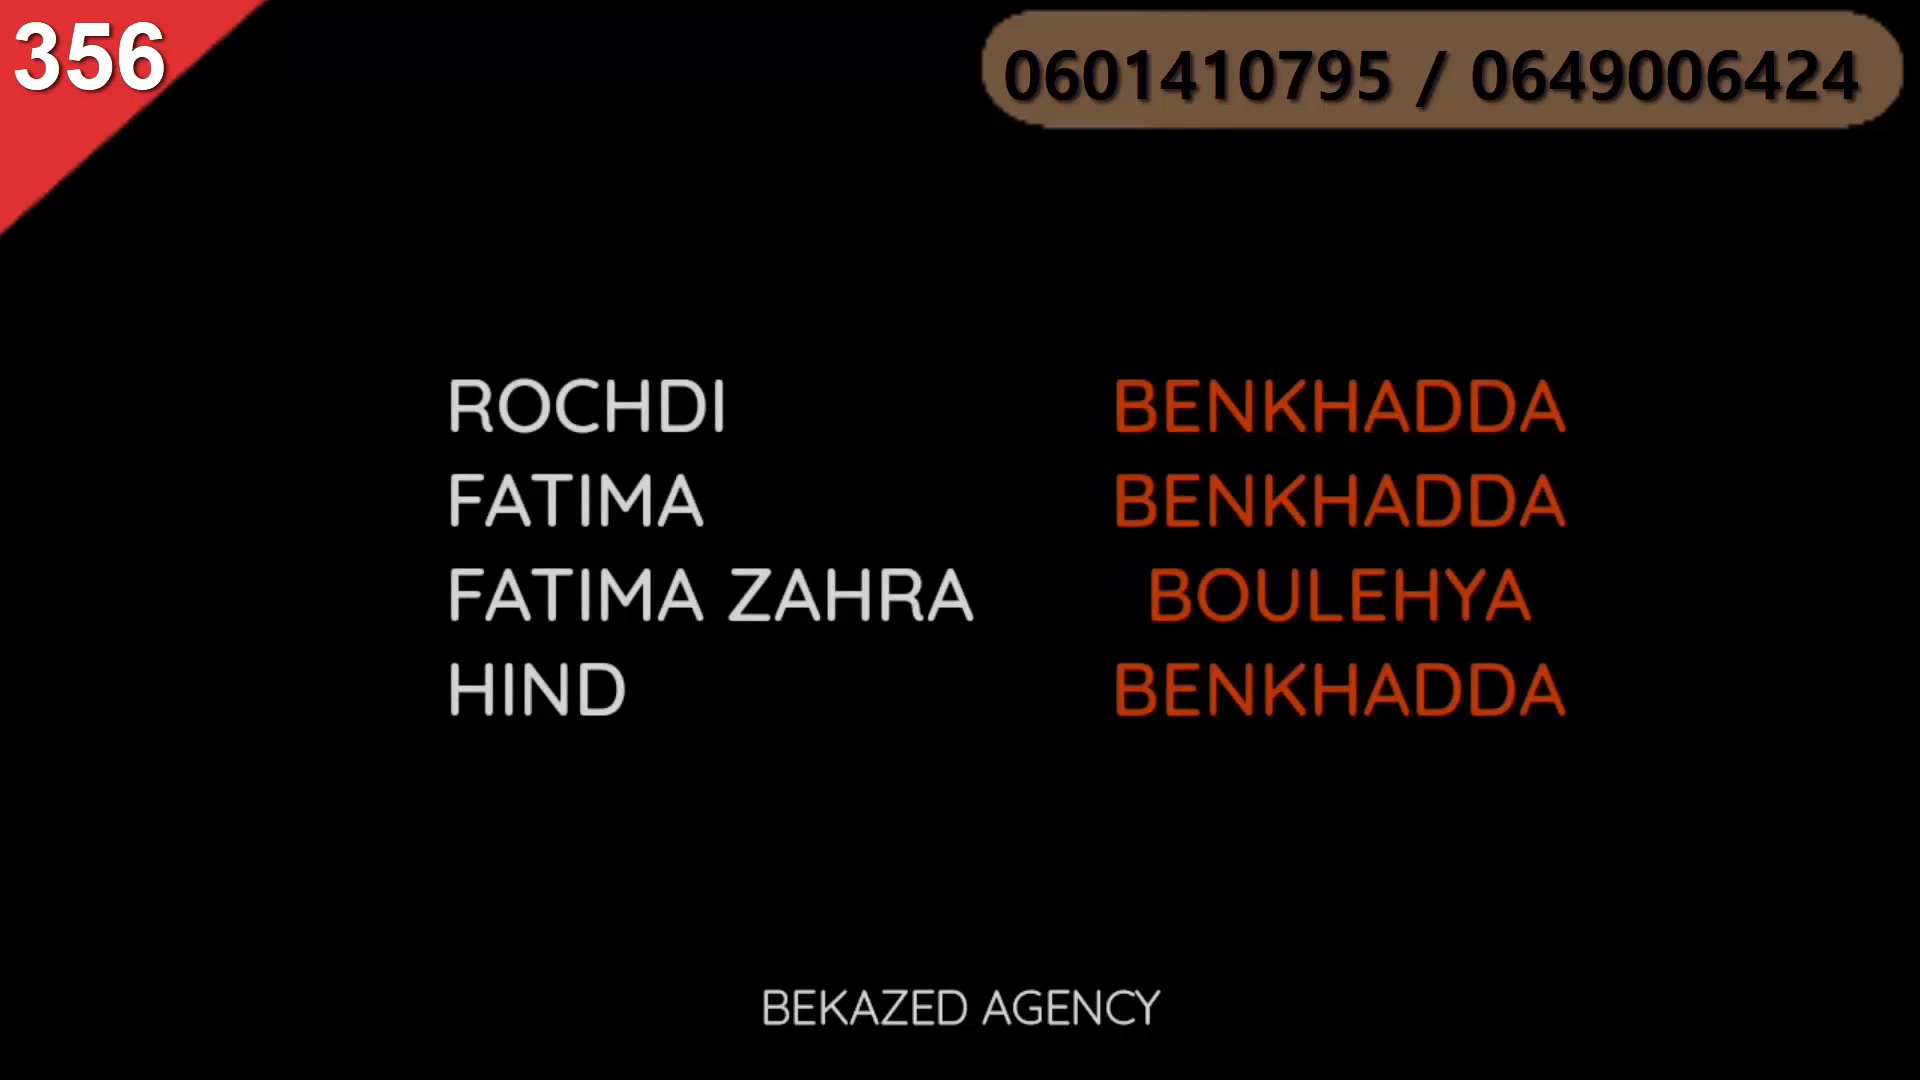 356
0601410795 / 0649006424
ROCHDI BENKHADDA
FATIMA BENKHADDA
FATIMA ZAHRA BOULEHYA
HIND BENKHADDA
BEKAZED AGENCY